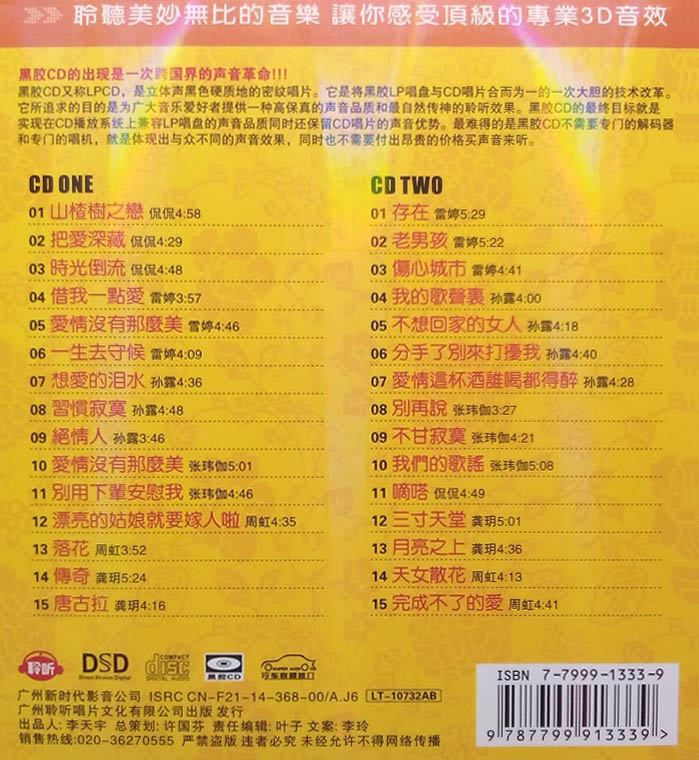 聆聽美妙無比的音樂 讓你感受頂級的專業3D音效
黑胶CD的出现是一次跨国界的声音革命!!!
黑胶CD又称LPCD，是立体声黑色硬质地的密纹唱片。它是将黑胶LP唱盘与CD唱片合而为一的一次大胆的技术改革。
它所追求的目的是为广大音乐爱好者提供一种高保真的声音品质和最自然传神的聆听效果。黑胶CD的最终目标就是
实现在CD播放系统上兼容LP唱盘的声音品质同时还保留CD唱片的声音优势。最难得的是黑胶CD不需要专门的解码器
和专门的唱机，就是体现出与众不同的声音效果，同时也不需要付出昂贵的价格买声音来听。
CD ONE
01 山楂樹之戀 侃侃4:58
02 把愛深藏 侃侃4:29
03 時光倒流 侃侃4:48
04 借我一點愛 雷婷3:57
05 愛情沒有那麼美 雪婷4:46
06 一生去守候 雷婷4:09
07 想愛的泪水 孙露4:36
08 習慣寂寞 孙露4:48
09 絕情人 孙露3:46
10 愛情沒有那麼美 张玮伽5:01
11 別用下輩安慰我 张玮伽4:46
12 漂亮的姑娘就要嫁人啦 周虹4:35
13 落花 周虹3:52
14 傳奇 龚玥5:24
15 唐古拉 龚玥4:16
CD TWO
01 存在 雷婷5:29
02 老男孩 雷婷5:22
03 傷心城市 雷婷4:41
04 我的歌聲裏 孙露4:00
05 不想回家的女人 孙露4:18
06 分手了別來打擾我 孙露4:40
07 愛情這杯酒誰喝都得醉 孙露4:28
08 別再說 张玮伽3:27
09 不甘寂寞 张玮伽4:21
10 我們的歌謠 张玮伽5:08
11 嘀嗒 侃侃4:49
12 三寸天堂 龚玥5:01
13 月亮之上 龚玥4:36
14 天女散花 周虹4:13
15 完成不了的愛 周虹4:41
聆听
DSD
Direct Stream Digital
COMPACT
disc
DIGITAL AUDIO
黑胶CD
SUPER AUDIO
广州新时代影音公司 ISRC CN-F21-14-368-00/A.J6 LT-10732AB
广州聆听唱片文化有限公司出版 发行
出品人: 李天宇 总策划: 许国芬 责任编辑: 叶子 文案: 李玲
销售热线:020-36270555 严禁盗版 违者必究 未经允许不得网络传播
ISBN 7-7999-1333-9
9787799913339>